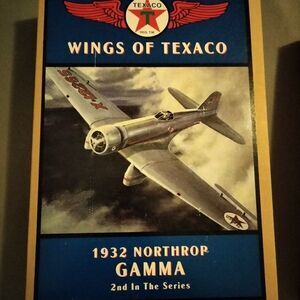 TEXACO
WINGS OF TEXACO
1932 NORTHROP
GAMMA
2nd In The Series